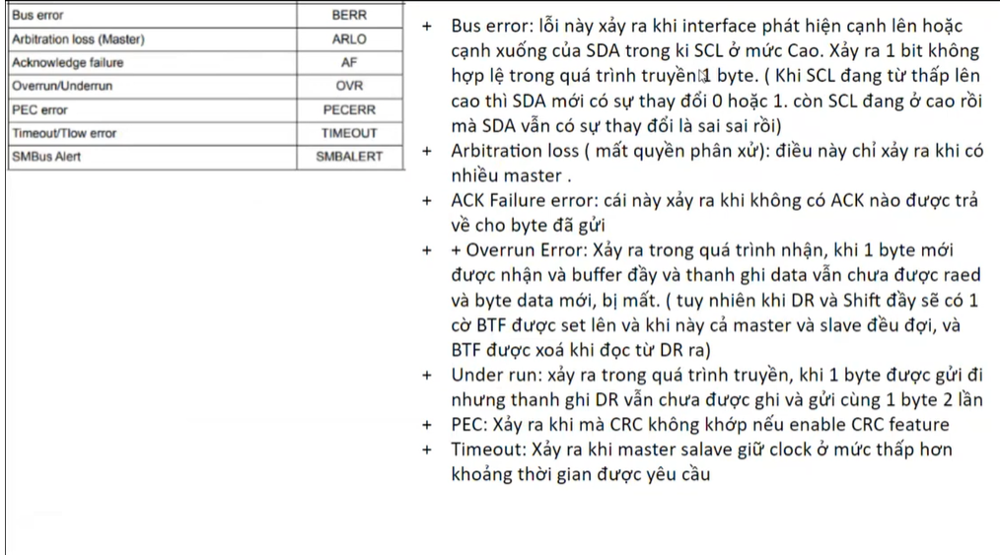 Bus error BERR
Arbitration loss (Master) ARLO
Acknowledge failure AF
Overrun/Underrun OVR
PEC error PECERR
Timeout/Tlow error TIMEOUT
SMBus Alert SMBALERT
+ Bus error: lỗi này xảy ra khi interface phát hiện cạnh lên hoặc
cạnh xuống của SDA trong ki SCL ở mức Cao. Xảy ra 1 bit không
hợp lệ trong quá trình truyền 1 byte. ( Khi SCL đang từ thấp lên
cao thì SDA mới có sự thay đổi 0 hoặc 1. còn SCL đang ở cao rồi
mà SDA vẫn có sự thay đổi là sai sai rồi)
+ Arbitration loss ( mất quyền phân xử): điều này chỉ xảy ra khi có
nhiều master .
+ ACK Failure error: cái này xảy ra khi không có ACK nào được trả
về cho byte đã gửi
+ + Overrun Error: Xảy ra trong quá trình nhận, khi 1 byte mới
được nhận và buffer đầy và thanh ghi data vẫn chưa được raed
và byte data mới, bị mất. ( tuy nhiên khi DR và Shift đầy sẽ có 1
cờ BTF được set lên và khi này cả master và slave đều đợi, và
BTF được xoá khi đọc từ DR ra)
+ Under run: xảy ra trong quá trình truyền, khi 1 byte được gửi đi
nhưng thanh ghi DR vẫn chưa được ghi và gửi cùng 1 byte 2 lần
+ PEC: Xảy ra khi mà CRC không khớp nếu enable CRC feature
+ Timeout: Xảy ra khi master salave giữ clock ở mức thấp hơn
khoảng thời gian được yêu cầu